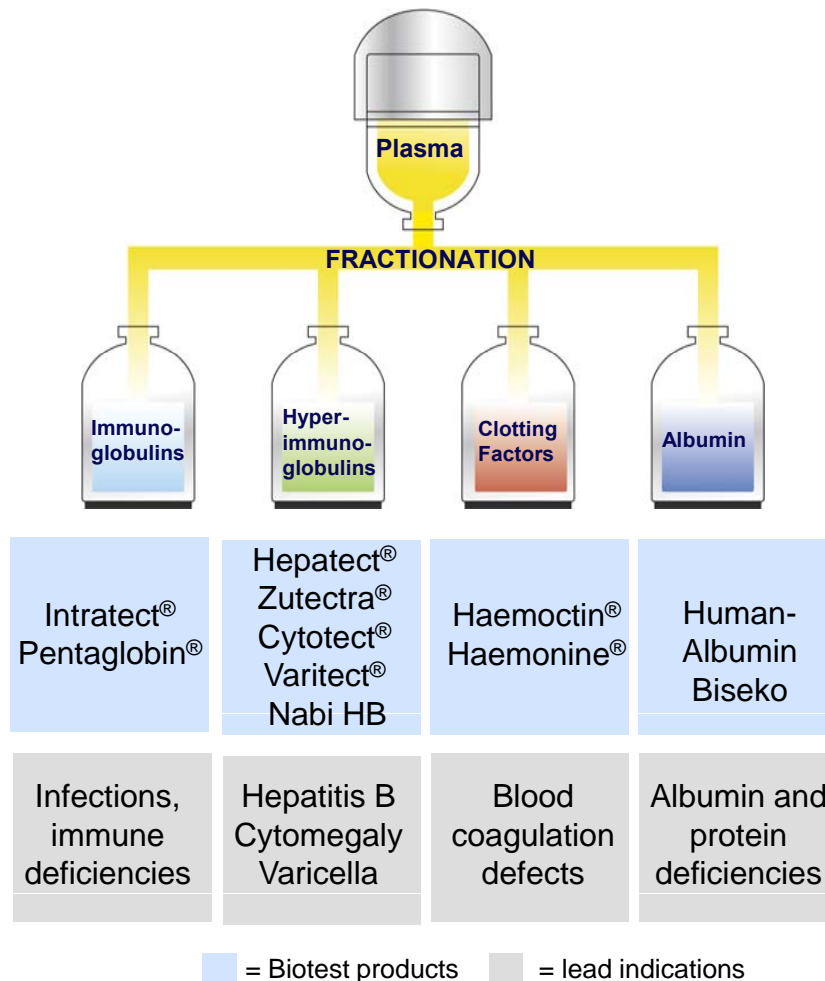 Plasma
FRACTIONATION
Immuno-
globulins
Hyper-
immuno-
globulins
Clotting
Factors
Albumin
Intratect®
Pentaglobin®
Hepatect®
Zutectra®
Cytotect®
Varitect®
Nabi HB
Haemoctin®
Haemonine®
Human-
Albumin
Biseko
Infections,
immune
deficiencies
Hepatitis B
Cytomegaly
Varicella
Blood
coagulation
defects
Albumin and
protein
deficiencies
= Biotest products
= lead indications